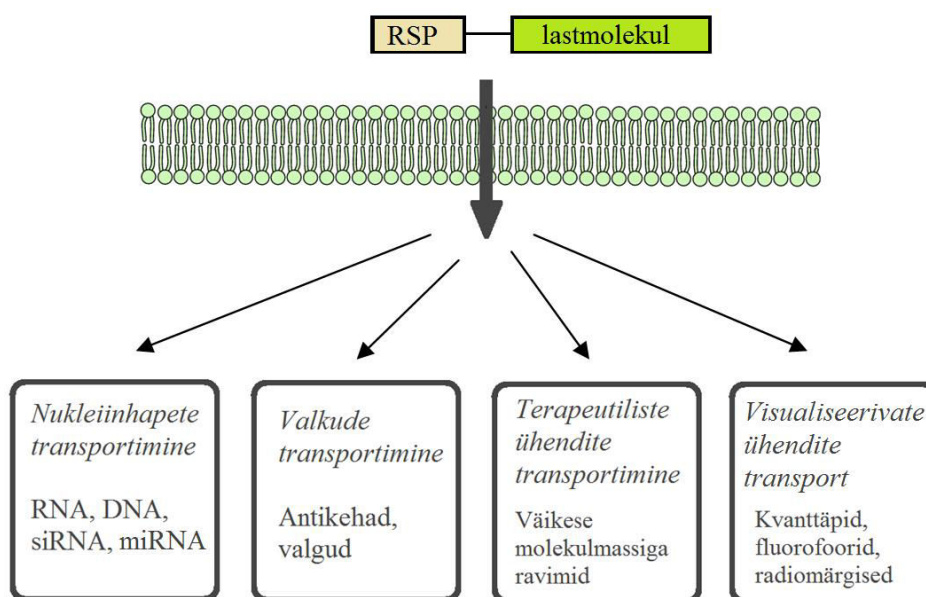 RSP
lastmolekul
Nukleiinhapete
transportimine
RNA, DNA,
siRNA, miRNA
Valkude
transportimine
Antikehad,
valgud
Terapeutiliste
ühendite
transportimine
Väikese
molekulmassiga
ravimid
Visualiseerivate
ühendite
transport
Kvanttäpid,
fluorofoorid,
radiomärgised